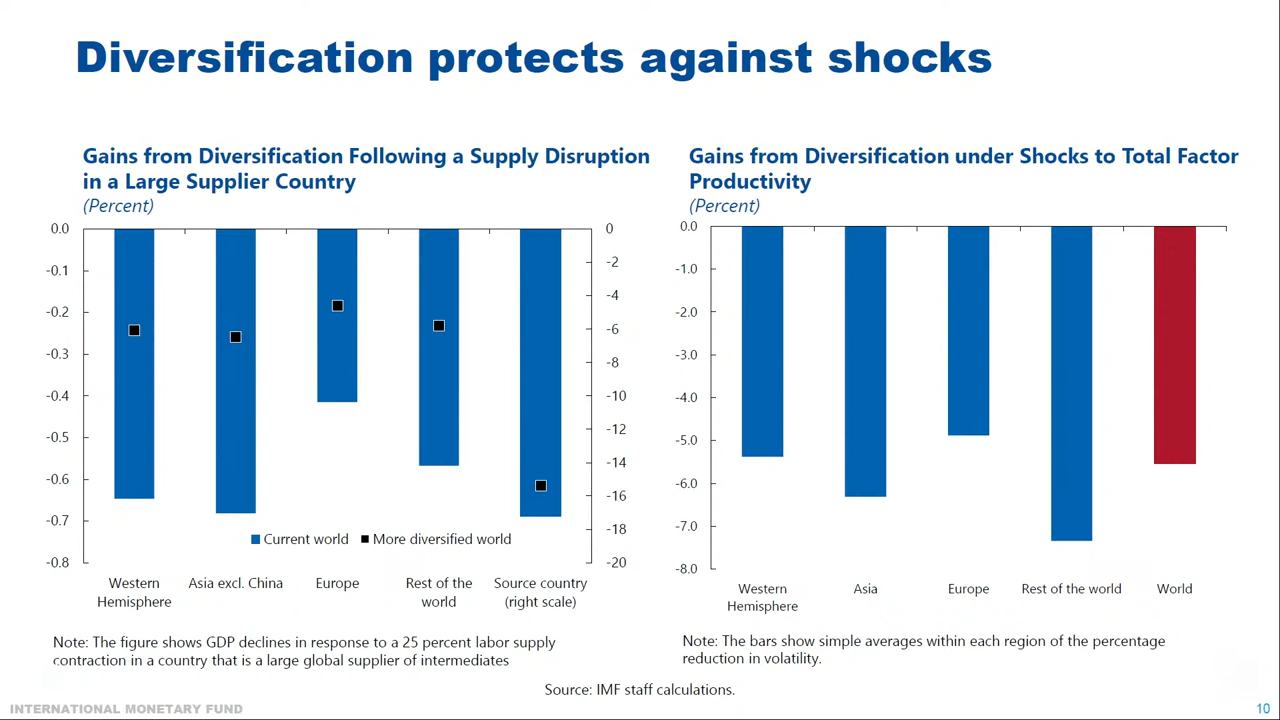 Diversification protects against shocks
Gains from Diversification Following a Supply Disruption
in a Large Supplier Country
(Percent)
0.0
-0.1
-0.2
-0.3
-0.4
-0.5
-0.6
-0.7
-0.8
0
-2
-4
-6
-8
-10
-12
-14
-16
-18
-20
Current world
More diversified world
Western
Hemisphere
Asia excl. China
Europe
Rest of the
world
Source country
(right scale)
Note: The figure shows GDP declines in response to a 25 percent labor supply
contraction in a country that is a large global supplier of intermediates
Gains from Diversification under Shocks to Total Factor
Productivity
(Percent)
0.0
-1.0
-2.0
-3.0
-4.0
-5.0
-6.0
-7.0
-8.0
Western
Hemisphere
Asia
Europe
Rest of the world
World
Note: The bars show simple averages within each region of the percentage
reduction in volatility.
Source: IMF staff calculations.
INTERNATIONAL MONETARY FUND
10